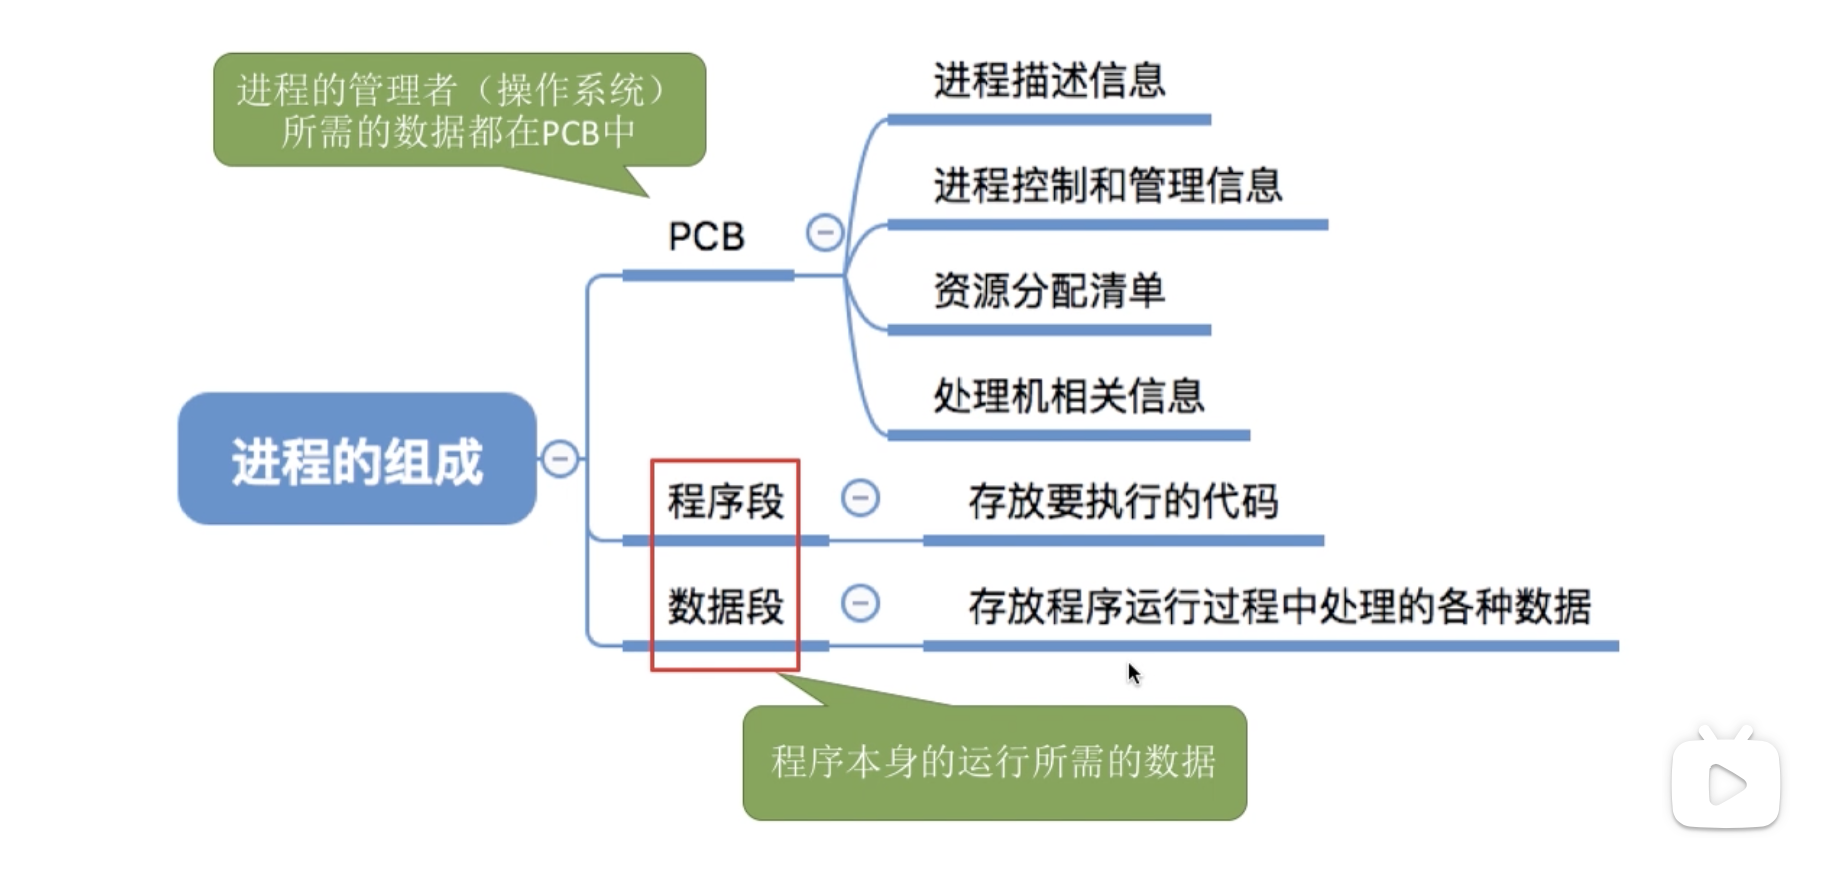 进程的管理者（操作系统）
所需的数据都在PCB中
进程描述信息
进程控制和管理信息
PCB
资源分配清单
处理机相关信息
进程的组成
程序段
存放要执行的代码
数据段
存放程序运行过程中处理的各种数据
程序本身的运行所需的数据